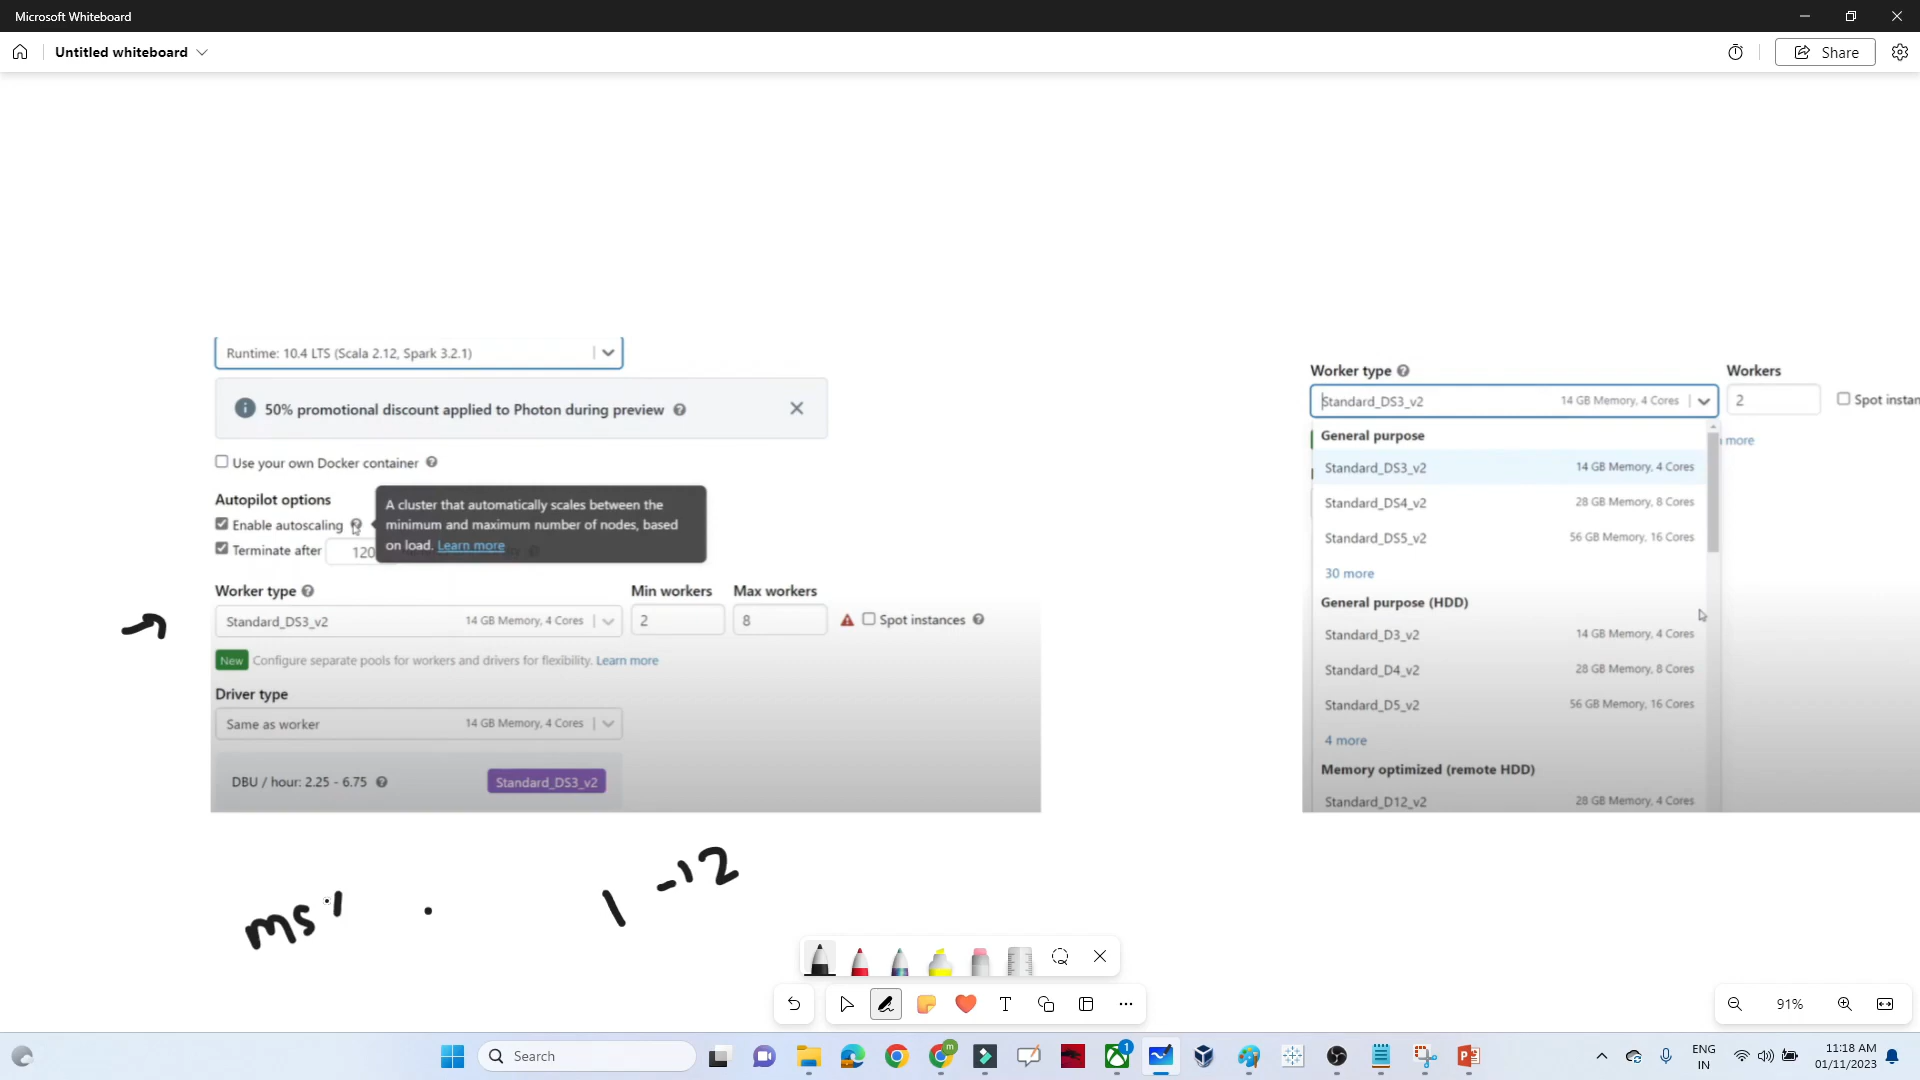 Microsoft Whiteboard
Untitled whiteboard
Share
Runtime: 10.4 LTS (Scala 2.12, Spark 3.2.1)
50% promotional discount applied to Photon during preview
Use your own Docker container
Autopilot options
Enable autoscaling
Terminate after 120
A cluster that automatically scales between the
minimum and maximum number of nodes, based
on load. Learn more
Worker type Min workers Max workers
Standard_DS3_v2 14 GB Memory, 4 Cores 2 8 Spot instances
New Configure separate pools for workers and drivers for flexibility. Learn more
Driver type
Same as worker 14 GB Memory, 4 Cores
DBU / hour: 2.25 - 6.75 Standard_DS3_v2
Worker type Workers
Standard_DS3_v2 14 GB Memory, 4 Cores 2 Spot instan
General purpose
more
Standard_DS3_v2 14 GB Memory, 4 Cores
Standard_DS4_v2 28 GB Memory, 8 Cores
Standard_DS5_v2 56 GB Memory, 16 Cores
30 more
General purpose (HDD)
Standard_D3_v2 14 GB Memory, 4 Cores
Standard_D4_v2 28 GB Memory, 8 Cores
Standard_D5_v2 56 GB Memory, 16 Cores
4 more
Memory optimized (remote HDD)
Standard_D12_v2 28 GB Memory, 4 Cores
1 -12
91%
Search
ENG
IN
11:18 AM
01/11/2023